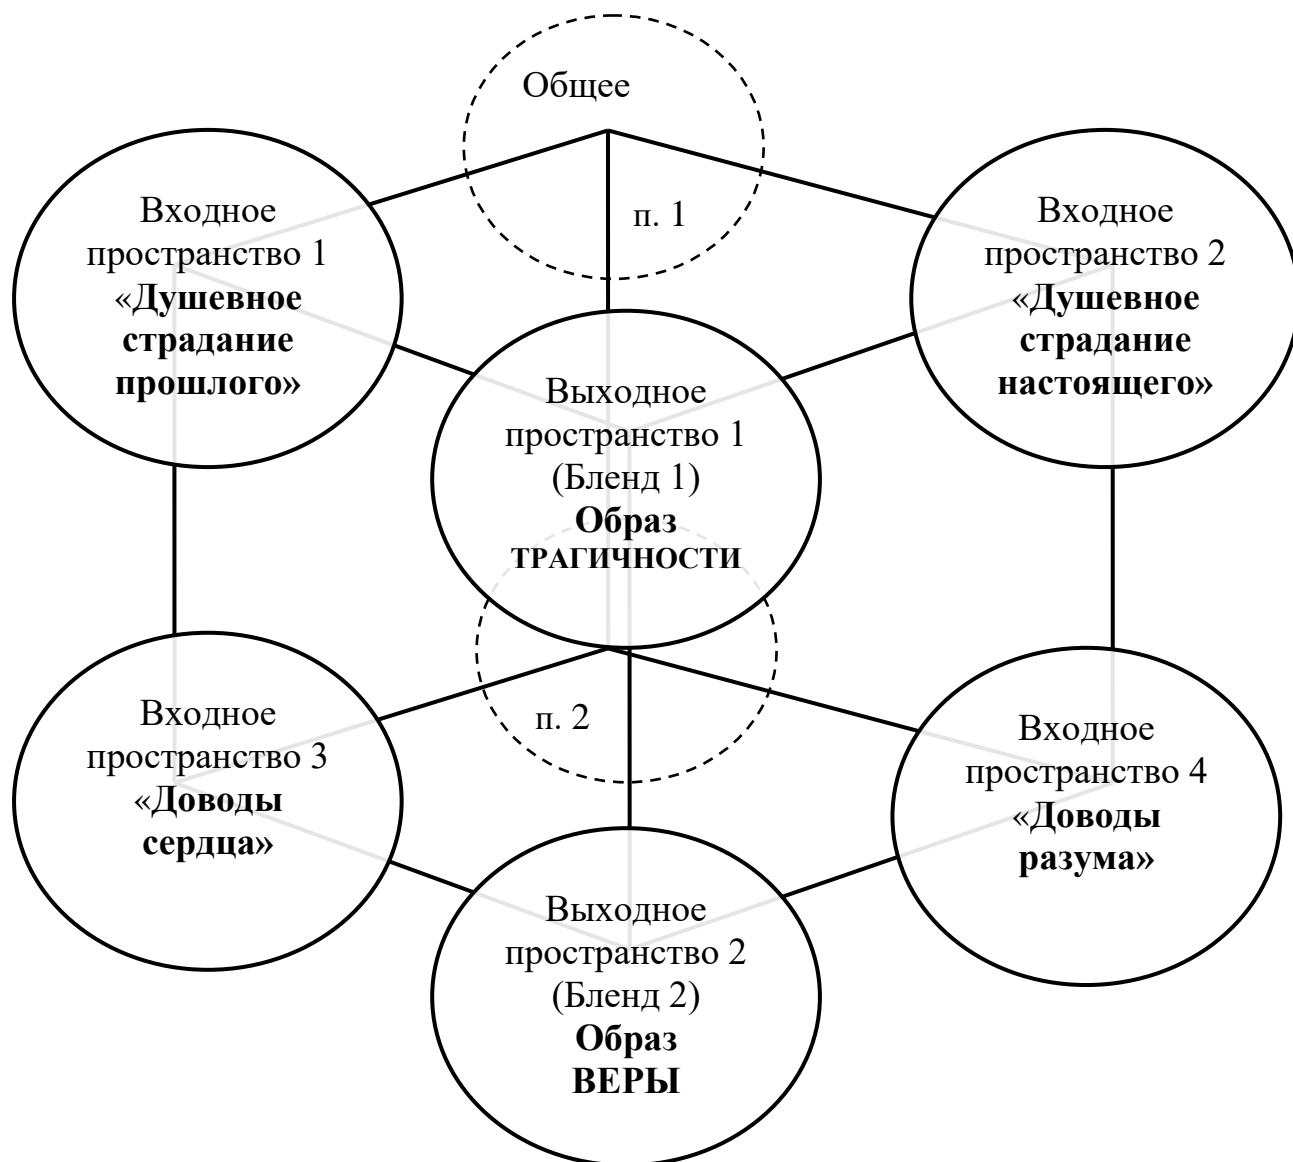 Общее
п. 1
Входное
пространство 1
«Душевное
страдание
прошлого»
Входное
пространство 2
«Душевное
страдание
настоящего»
Выходное
пространство 1
(Бленд 1)
Образ
ТРАГИЧНОСТИ
п. 2
Входное
пространство 3
«Доводы
сердца»
Входное
пространство 4
«Доводы
разума»
Выходное
пространство 2
(Бленд 2)
Образ
ВЕРЫ